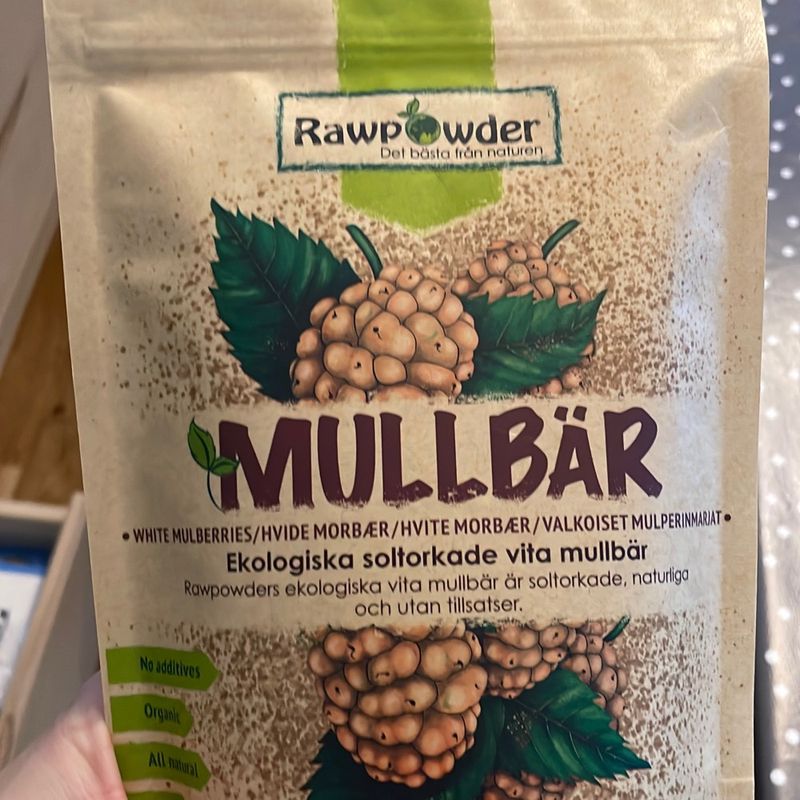 Rawpowder
Det bästa från naturen
MULLBÄR
• WHITE MULBERRIES/HVIDE MORBÆR/HVITE MORBÆR/VALKOISET MULPERINMARJAT •
Ekologiska soltorkade vita mullbär
Rawpowders ekologiska vita mullbär är soltorkade, naturliga
och utan tillsatser.
No additives
Organic
All natural